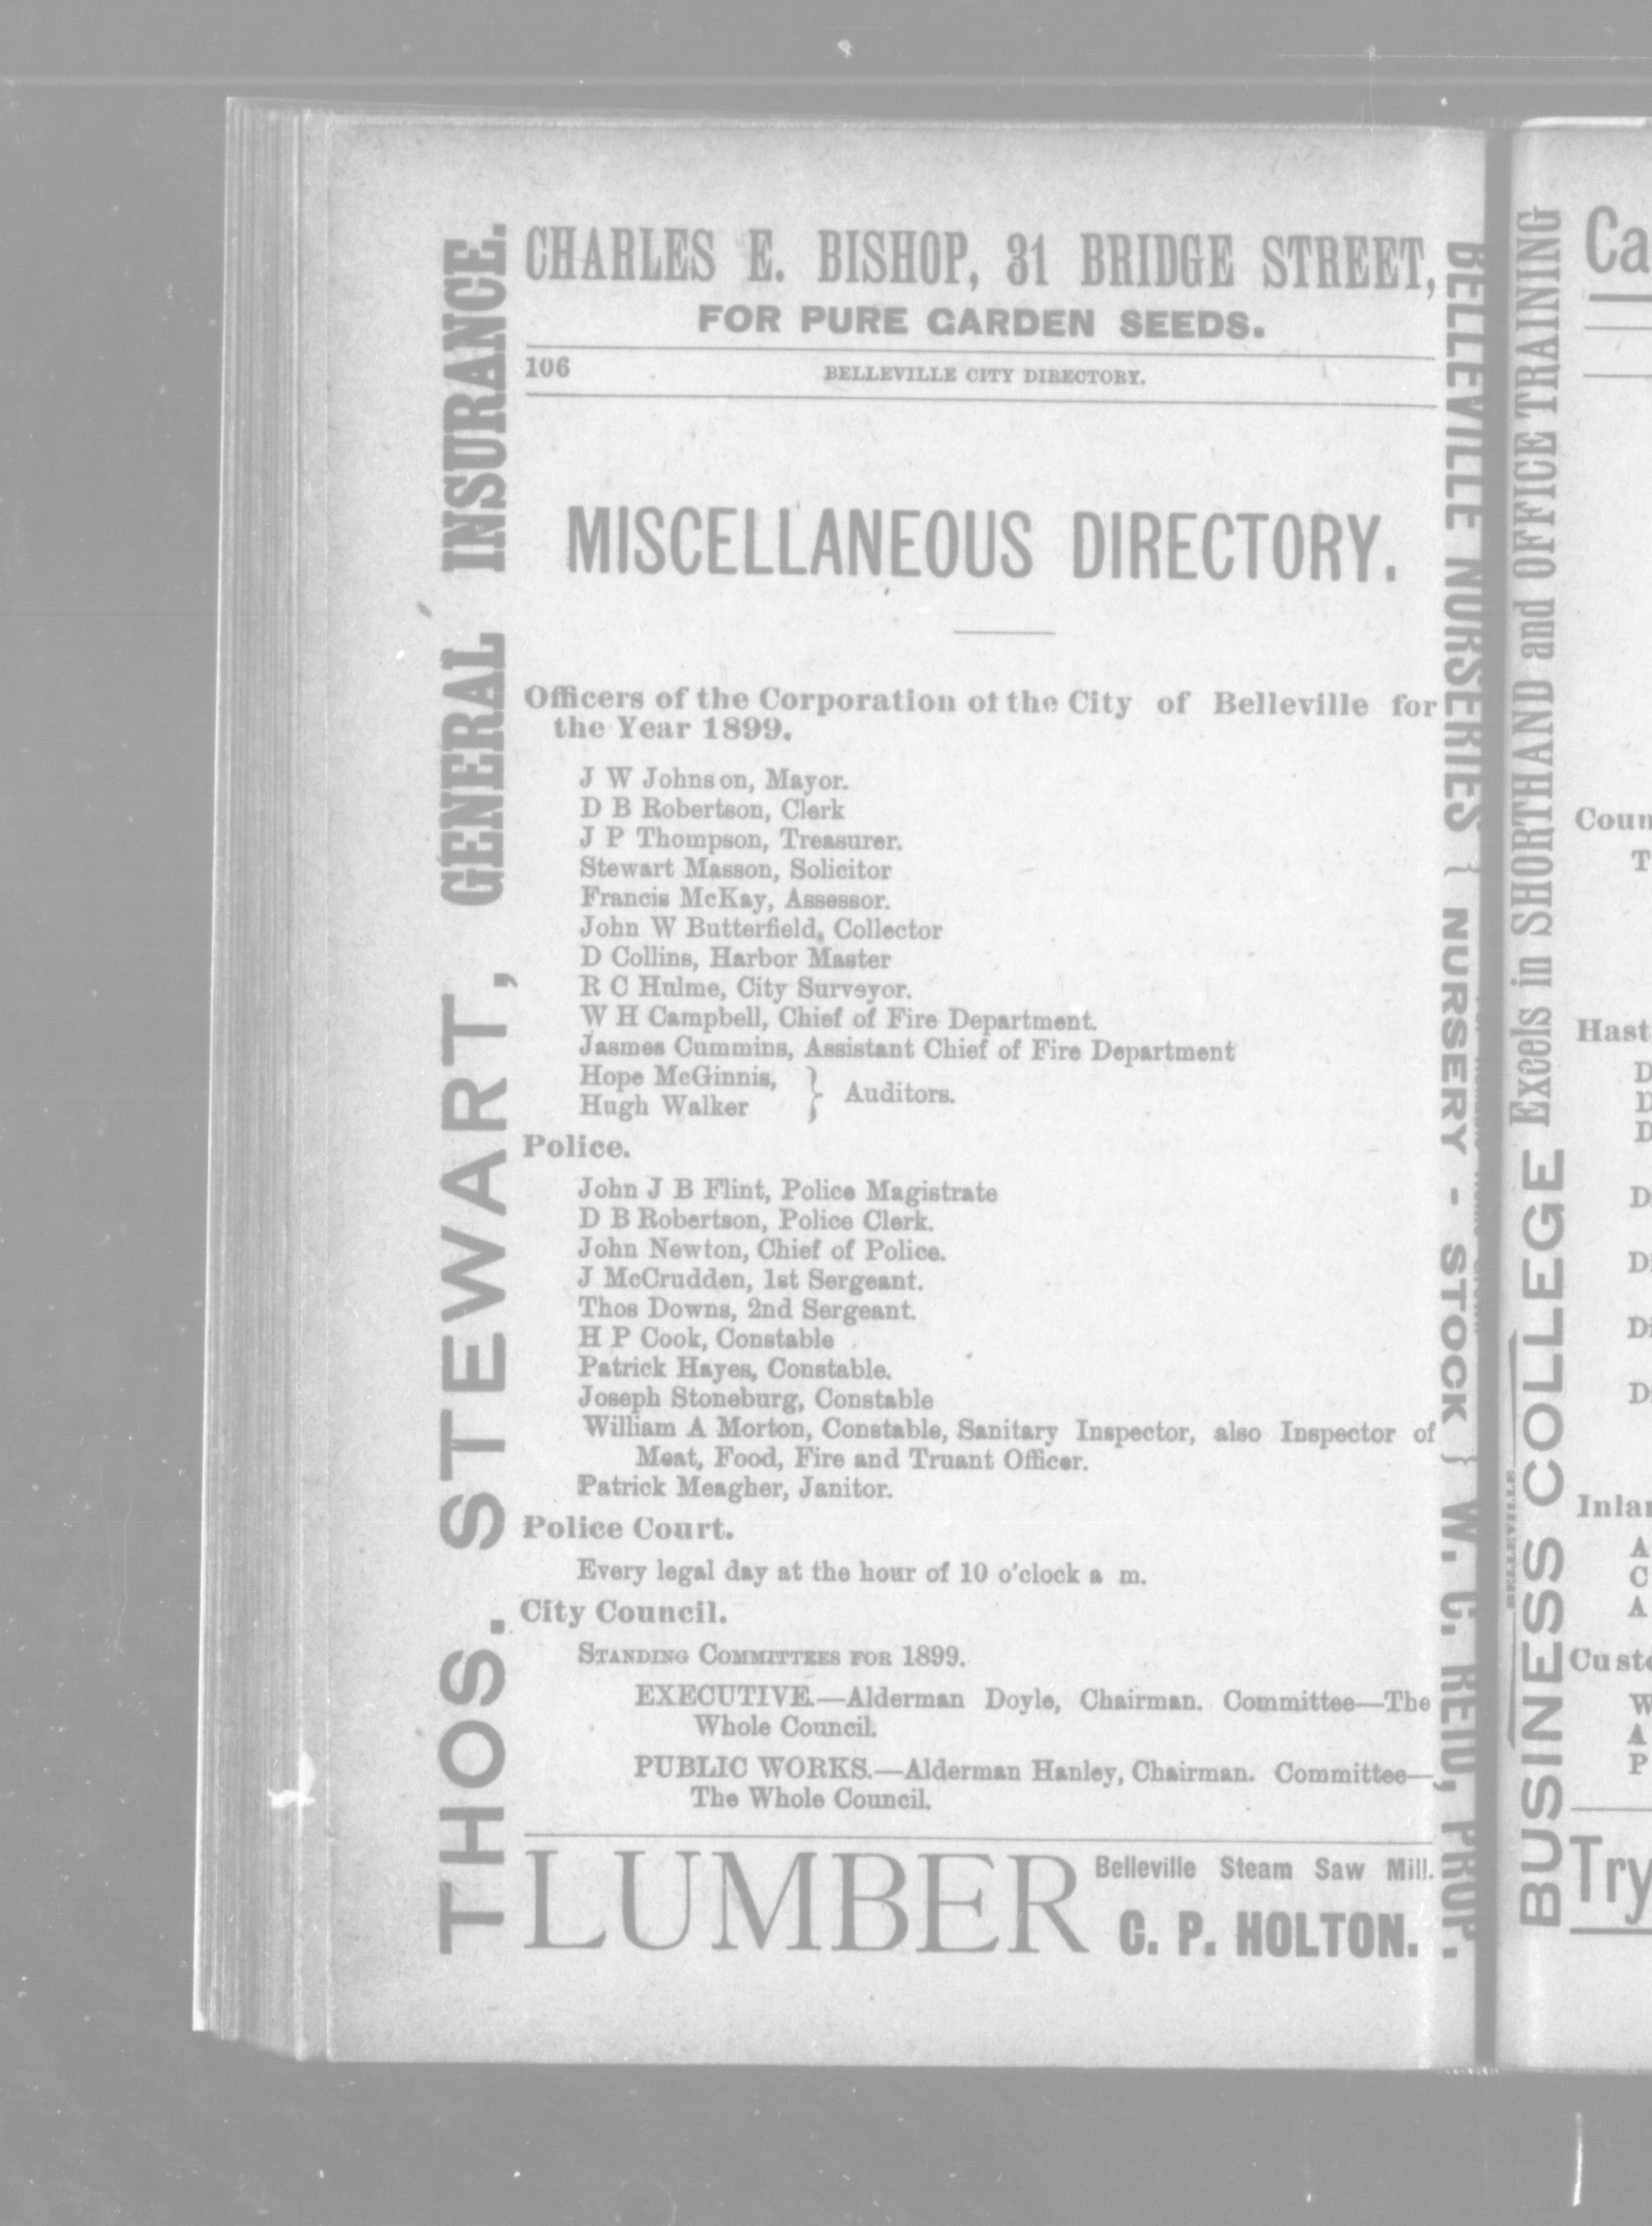 CHARLES E. BISHOP, 31 BRIDGE STREET,
FOR PURE GARDEN SEEDS.
106
BELLEVILLE CITY DIRECTORY.
MISCELLANEOUS DIRECTORY.
Officers of the Corporation ot the City of Belleville for
the Year 1899.
J W Johnson, Mayor.
D B Robertson, Clerk
J P Thompson, Treasurer.
Stewart Masson, Solicitor
Francis McKay, Assessor.
John W Butterfield, Collector
D Collins, Harbor Master
R C Hulme, City Surveyor.
W H Campbell, Chief of Fire Department.
Jasmes Cummins, Assistant Chief of Fire Department
Hope McGinnis,
Hugh Walker } Auditors.
Police.
John J B Flint, Police Magistrate
D B Robertson, Police Clerk.
John Newton, Chief of Police.
J McCrudden, 1st Sergeant.
Thos Downs, 2nd Sergeant.
H P Cook, Constable
Patrick Hayes, Constable.
Joseph Stoneburg, Constable
William A Morton, Constable, Sanitary Inspector, also Inspector of
Meat, Food, Fire and Truant Officer.
Patrick Meagher, Janitor.
Police Court.
Every legal day at the hour of 10 o'clock a m.
City Council.
STANDING COMMITTEES FOR 1899.
EXECUTIVE.—Alderman Doyle, Chairman. Committee—The
Whole Council.
PUBLIC WORKS.—Alderman Hanley, Chairman. Committee—
The Whole Council.
LUMBER
Belleville Steam Saw Mill.
C. P. HOLTON.
THOS. STEWART, GENERAL INSURANCE.
BELLEVILLE NURSERIES } NURSERY - STOCK } W. C. REID, PROP.
BELLEVILLE
BUSINESS COLLEGE Excels in SHORTHAND and OFFICE TRAINING
Ca
Coun
T
Hast
D
D
D
D
Di
Di
D
Inlan
A
C
A
Custo
W
A
P
Try